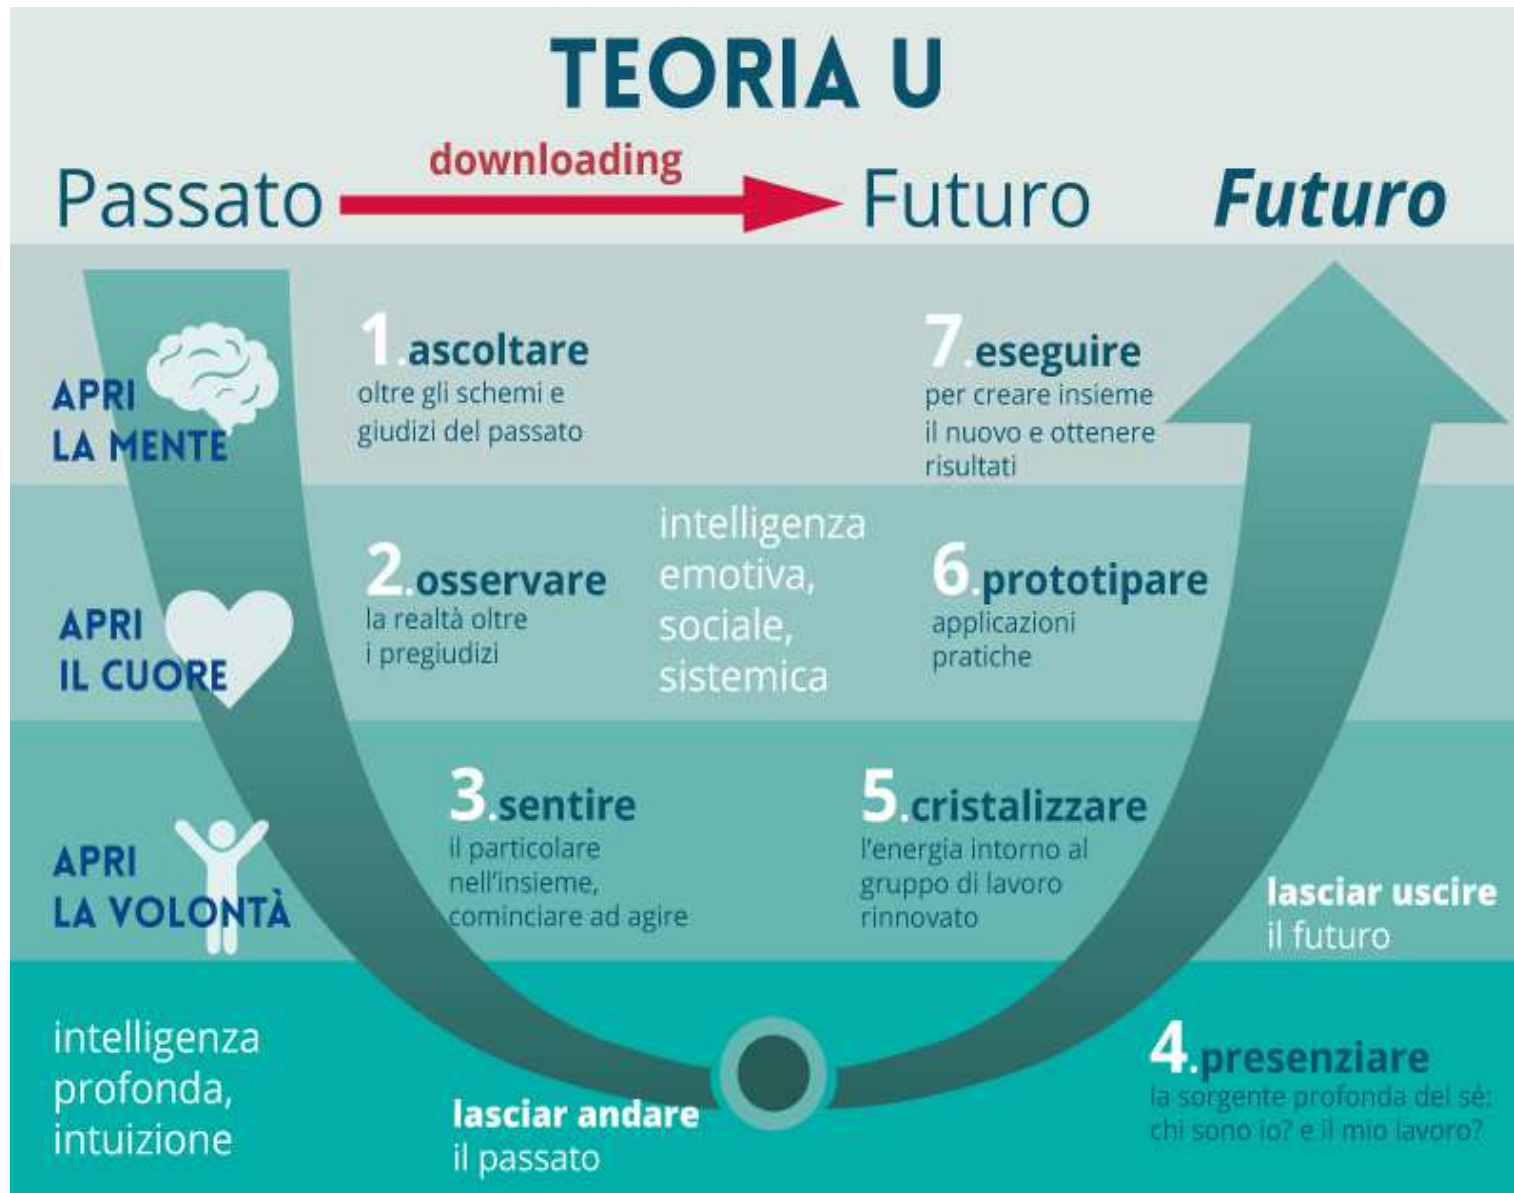 TEORIA U
downloading
Passato
Futuro
Futuro
APRI
LA MENTE
1.ascoltare
oltre gli schemi e
giudizi del passato
7.eseguire
per creare insieme
il nuovo e ottenere
risultati
APRI
IL CUORE
2.osservare
la realtà oltre
i pregiudizi
intelligenza
emotiva,
sociale,
sistemica
6.prototipare
applicazioni
pratiche
APRI
LA VOLONTÀ
3.sentire
il particolare
nell'insieme,
cominciare ad agire
5.cristalizzare
l'energia intorno al
gruppo di lavoro
rinnovato
lasciar uscire
il futuro
intelligenza
profonda,
intuizione
lasciar andare
il passato
4.presenziare
la sorgente profonda del sé:
chi sono io? e il mio lavoro?